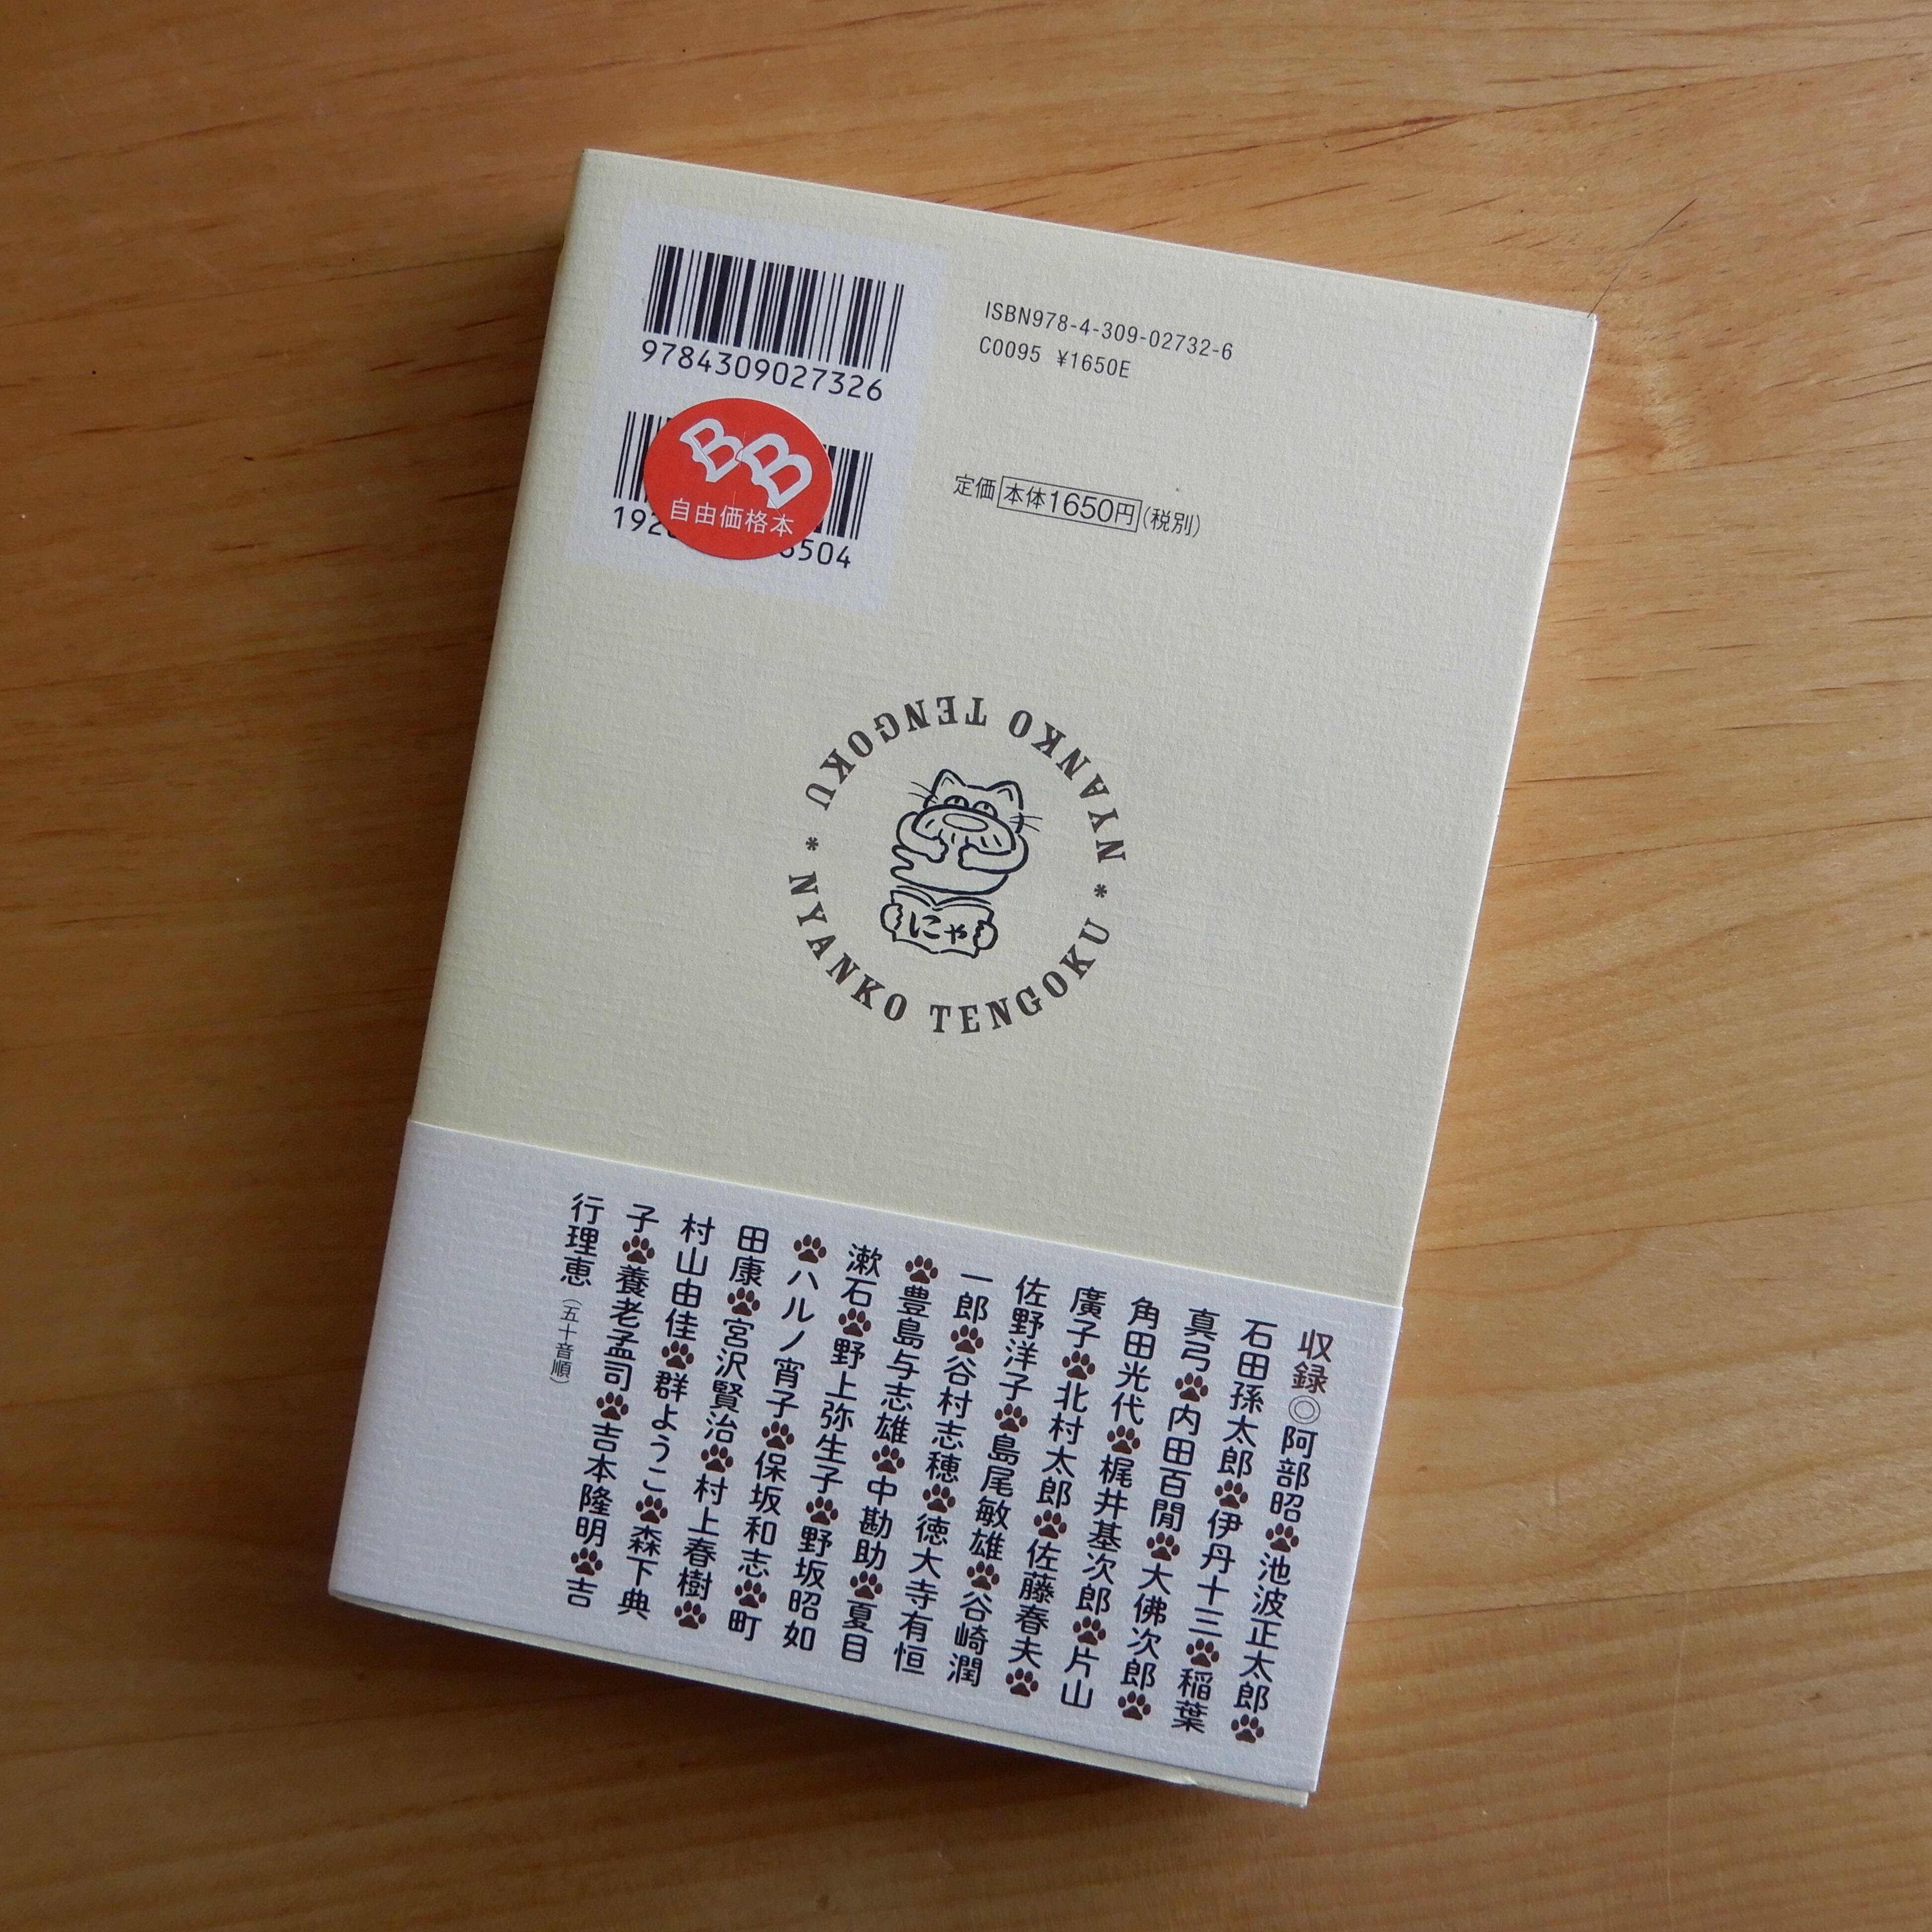 9784309027326
ISBN978-4-309-02732-6
C0095 ¥1650E
BB
自由価格本
定価 本体1650円(税別)
NYANKO TENGOKU * NYANKO TENGOKU *
にゃ
収録◎阿部昭 池波正太郎
石田孫太郎 伊丹十三 稲葉
真弓 内田百閒 大佛次郎
角田光代 梶井基次郎 片山
廣子 北村太郎 佐藤春夫
佐野洋子 島尾敏雄 谷崎潤
一郎 谷村志穂 徳大寺有恒
豊島与志雄 中勘助 夏目
漱石 野上弥生子 野坂昭如
ハルノ宵子 保坂和志 町
田康 宮沢賢治 村上春樹
村山由佳 群ようこ 森下典
子 養老孟司 吉本隆明 吉
行理恵(五十音順)